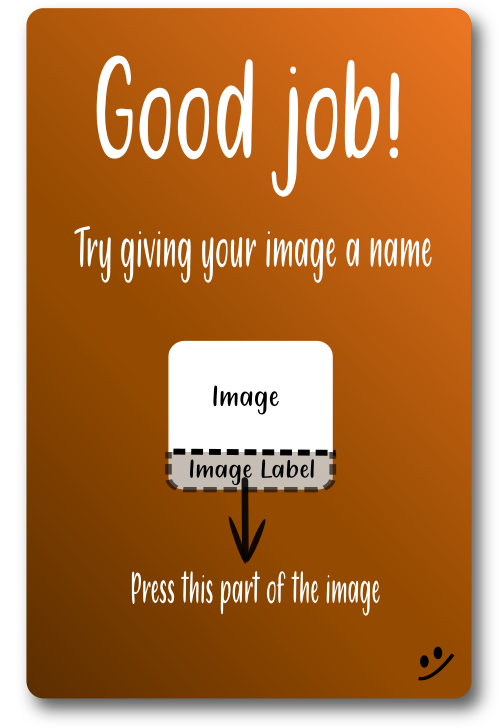 Good job!
Try giving your image a name
Image
Image Label
Press this part of the image